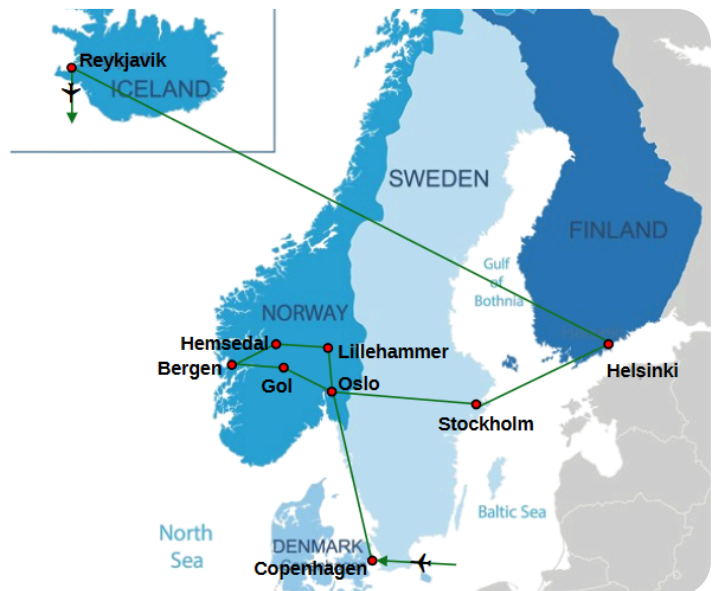 Reykjavik
ICELAND
SWEDEN
FINLAND
Gulf
of
Bothnia
NORWAY
Hemsedal
Lillehammer
Bergen
Gol
Oslo
Helsinki
Stockholm
Baltic Sea
North
Sea
DENMARK
Copenhagen